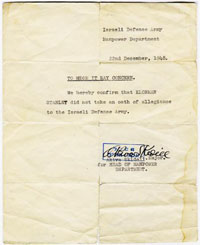 Israeli Defence Army
Manpower Department
22nd December, 1948.
TO WHOM IT MAY CONCERN.
We hereby confirm that
STANLEY did not take an oath of allegiance
to the Israeli Defence Army.
for HEAD OF MANPOWER
DEPARTMENT.